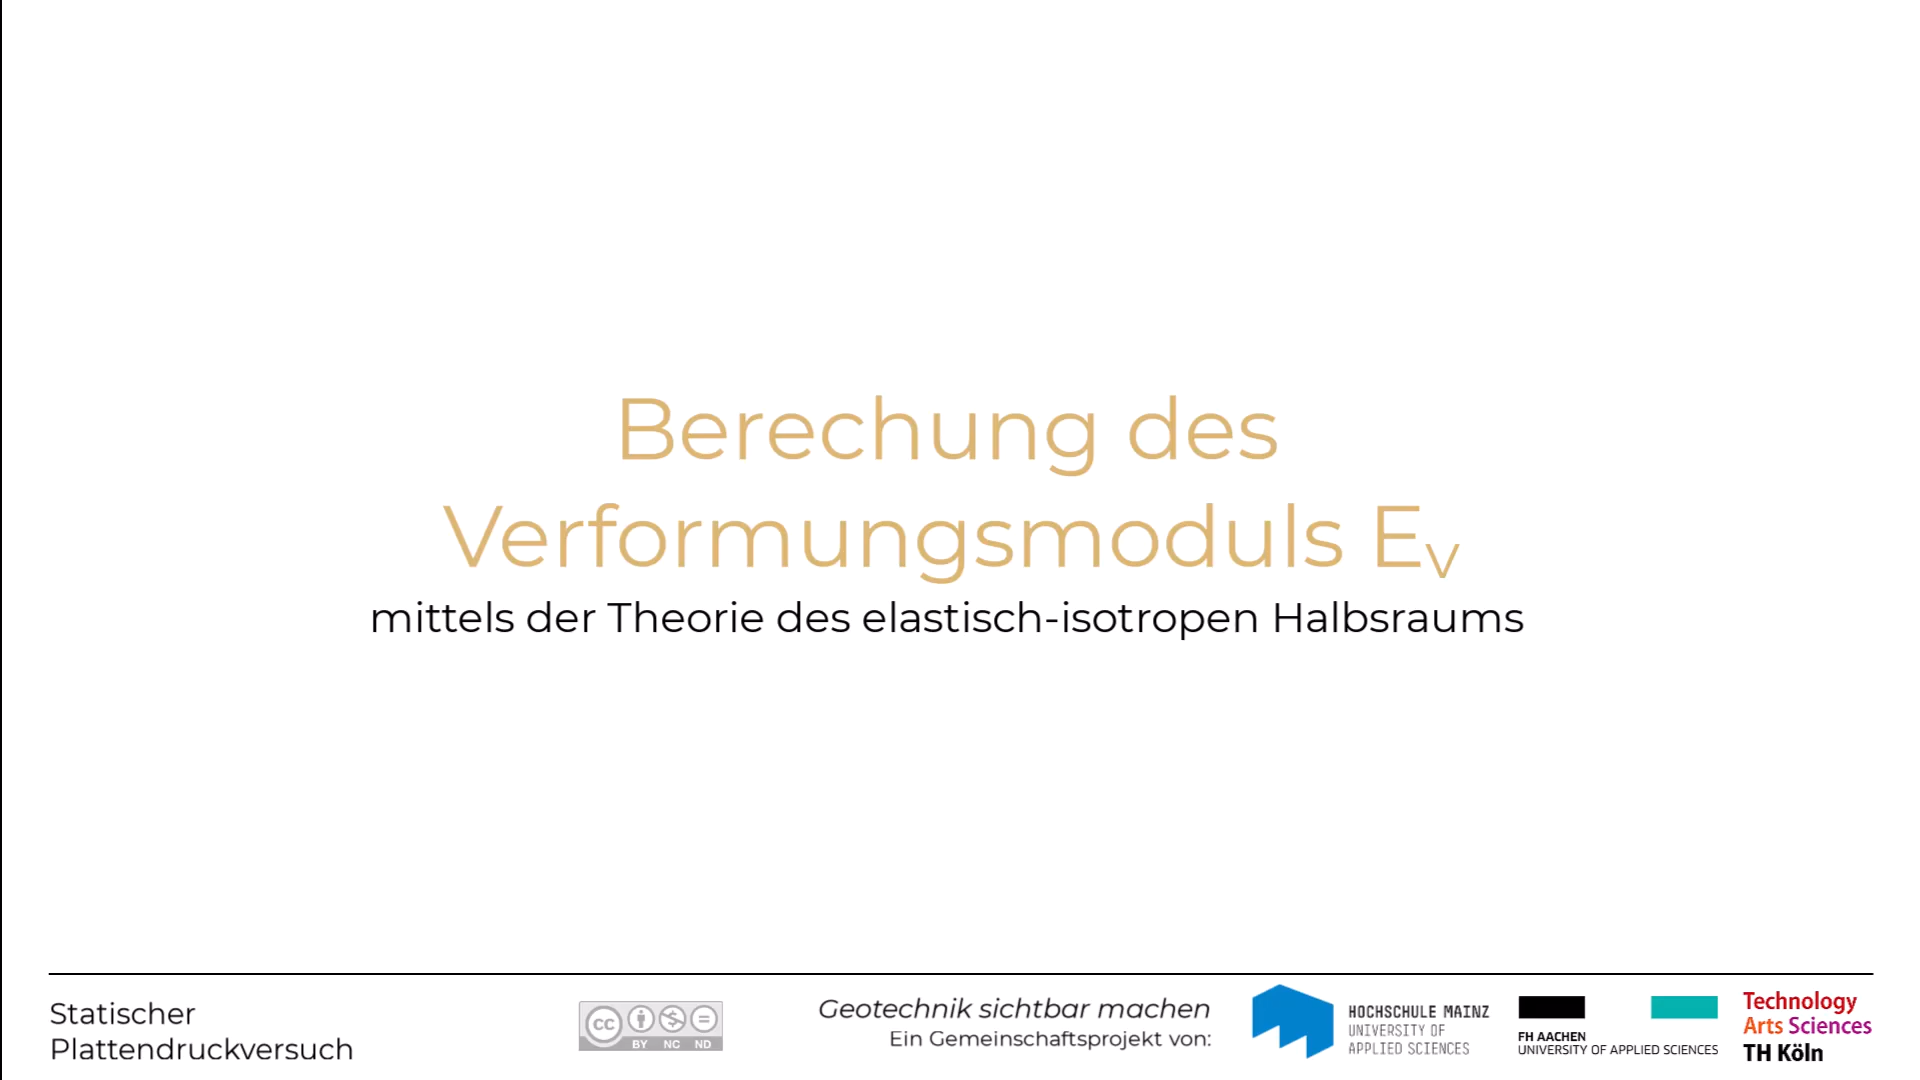 Berechung des
Verformungsmoduls EV
mittels der Theorie des elastisch-isotropen Halbsraums
Statischer
Plattendruckversuch
cc
BY NC ND
Geotechnik sichtbar machen
Ein Gemeinschaftsprojekt von:
HOCHSCHULE MAINZ
UNIVERSITY OF
APPLIED SCIENCES
FH AACHEN
UNIVERSITY OF APPLIED SCIENCES
Technology
Arts Sciences
TH Köln